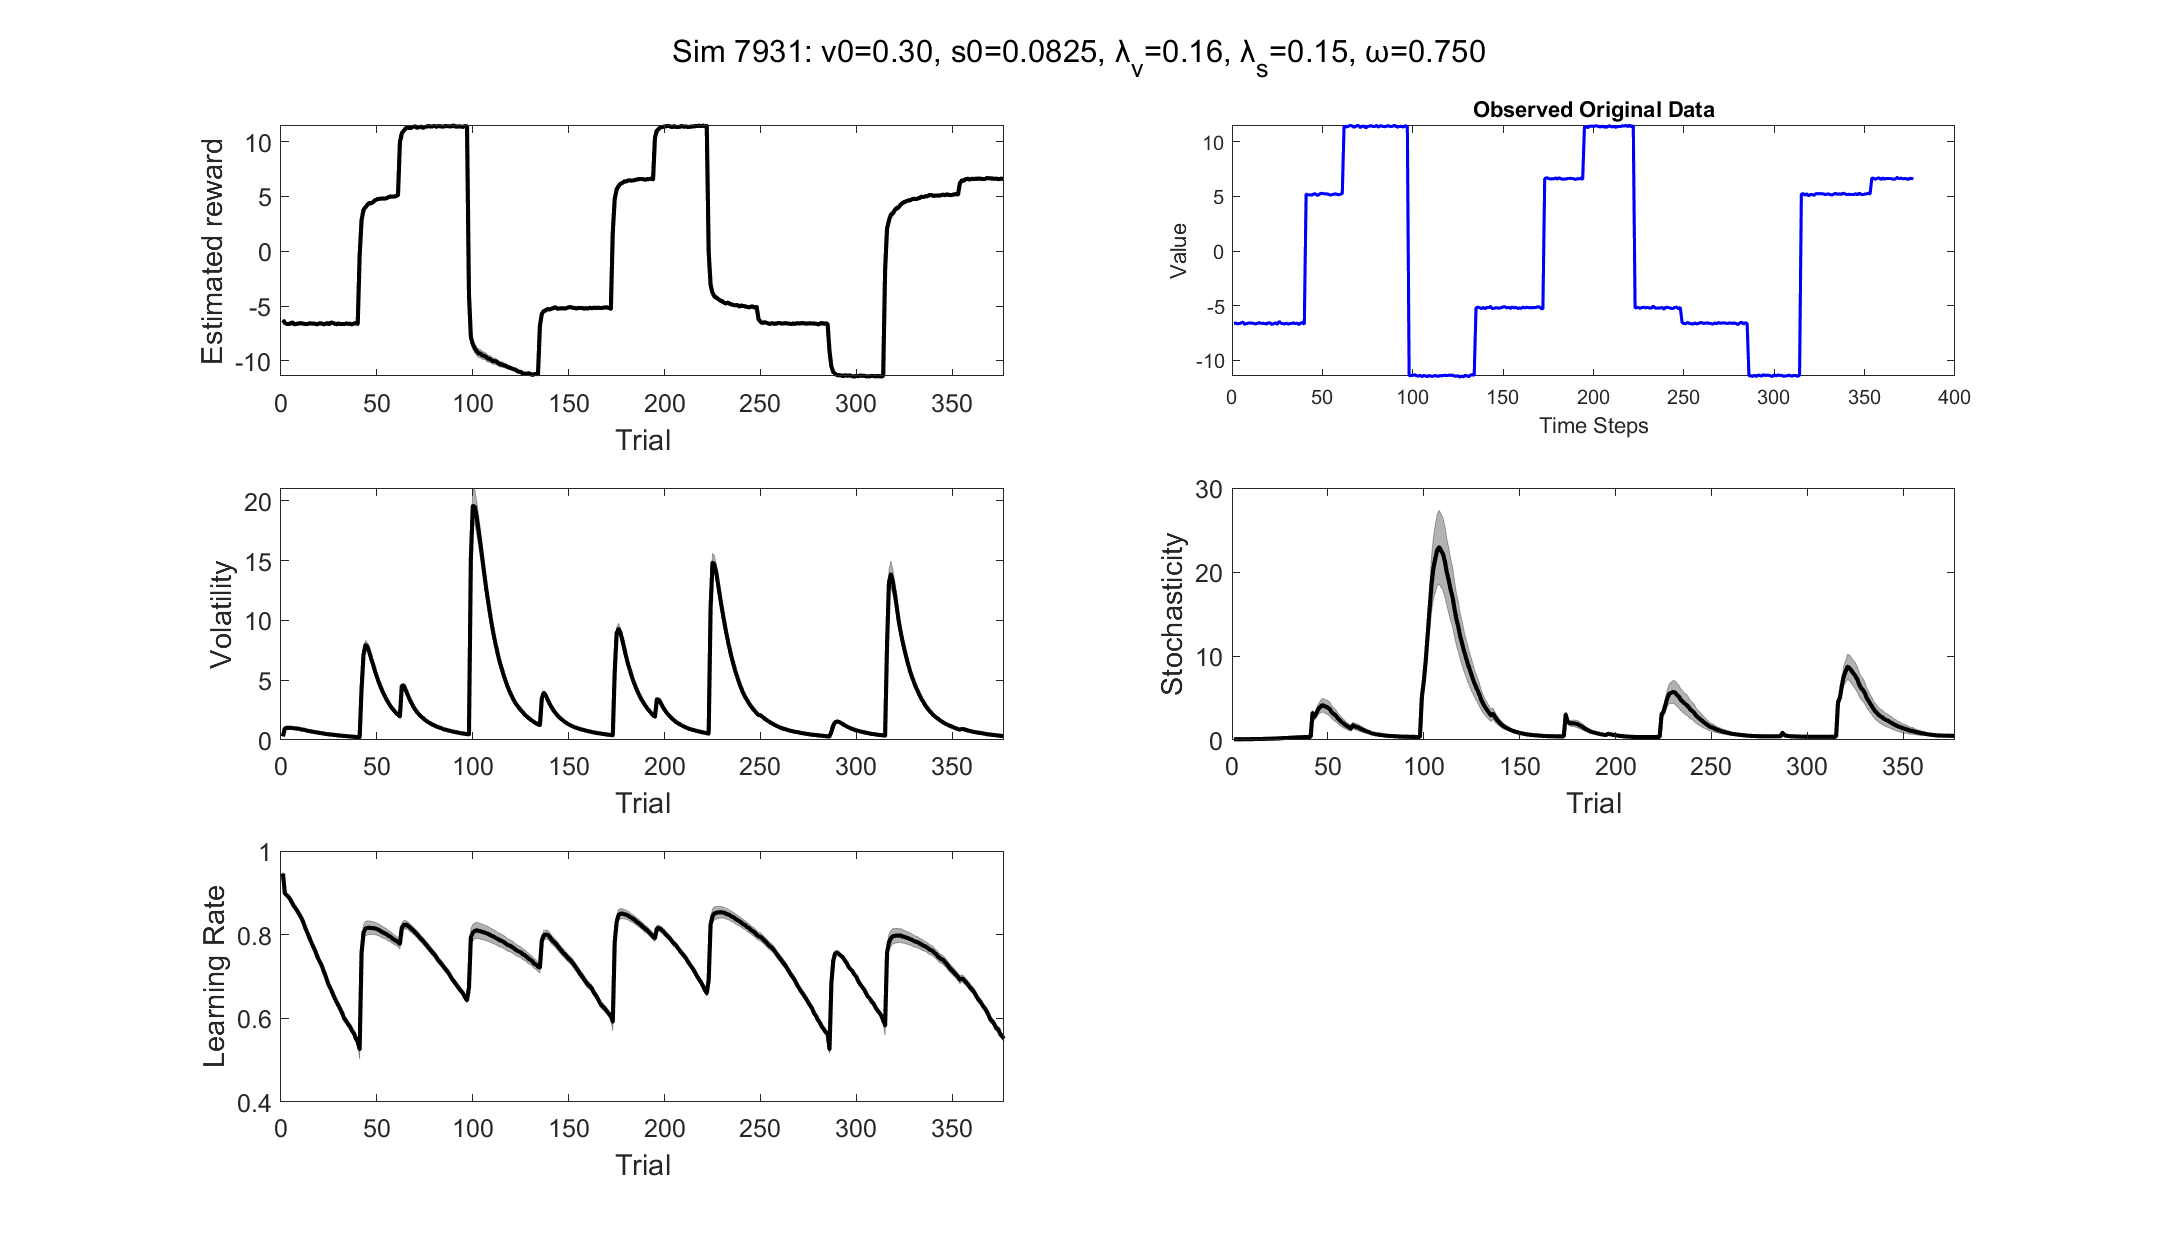 Sim 7931: v0=0.30, s0=0.0825, λ_v=0.16, λ_s=0.15, ω=0.750
Estimated reward
10
5
0
-5
-10
0 50 100 150 200 250 300 350
Trial
Observed Original Data
Value
10
5
0
-5
-10
0 50 100 150 200 250 300 350 400
Time Steps
Volatility
20
15
10
5
0
0 50 100 150 200 250 300 350
Trial
Stochasticity
30
20
10
0
0 50 100 150 200 250 300 350
Trial
Learning Rate
1
0.8
0.6
0.4
0 50 100 150 200 250 300 350
Trial